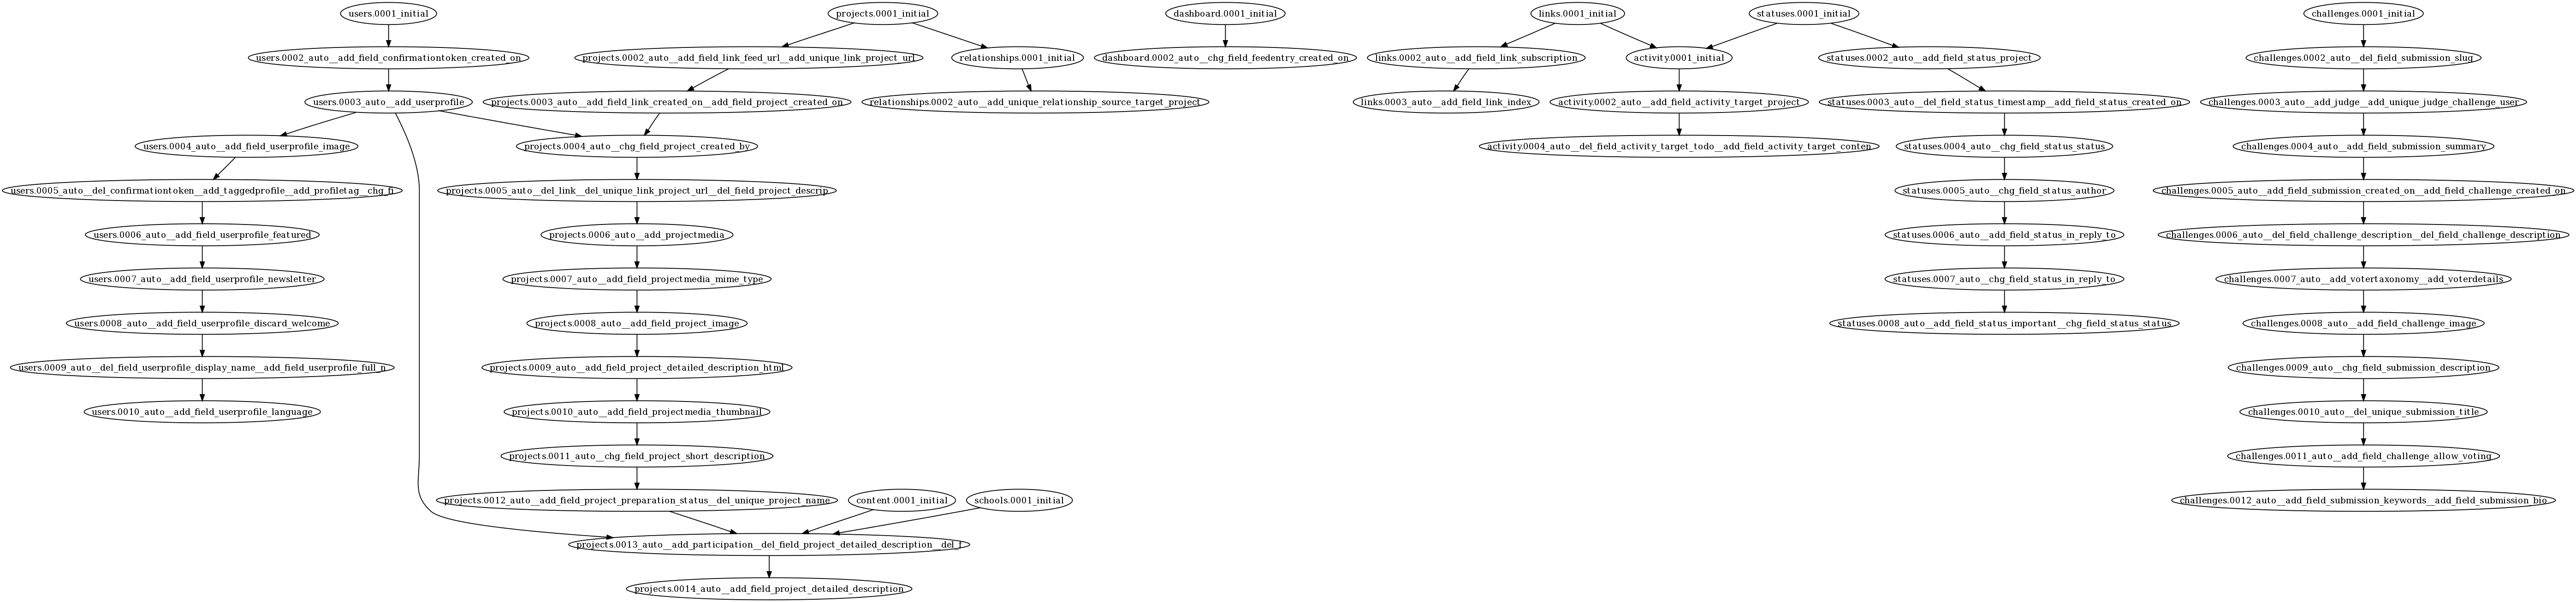 users.0001_initial
projects.0001_initial
dashboard.0001_initial
links.0001_initial
statuses.0001_initial
challenges.0001_initial
users.0002_auto__add_field_confirmationtoken_created_on
projects.0002_auto__add_field_link_feed_url__add_unique_link_project_url
relationships.0001_initial
dashboard.0002_auto__chg_field_feedentry_created_on
links.0002_auto__add_field_link_subscription
activity.0001_initial
statuses.0002_auto__add_field_status_project
challenges.0002_auto__del_field_submission_slug
users.0003_auto__add_userprofile
projects.0003_auto__add_field_link_created_on__add_field_project_created_on
relationships.0002_auto__add_unique_relationship_source_target_project
links.0003_auto__add_field_link_index
activity.0002_auto__add_field_activity_target_project
statuses.0003_auto__del_field_status_timestamp__add_field_status_created_on
challenges.0003_auto__add_judge__add_unique_judge_challenge_user
users.0004_auto__add_field_userprofile_image
projects.0004_auto__chg_field_project_created_by
activity.0004_auto__del_field_activity_target_todo__add_field_activity_target_conten
statuses.0004_auto__chg_field_status_status
challenges.0004_auto__add_field_submission_summary
users.0005_auto__del_confirmationtoken__add_taggedprofile__add_profiletag__chg_fi
projects.0005_auto__del_link__del_unique_link_project_url__del_field_project_descrip
statuses.0005_auto__chg_field_status_author
challenges.0005_auto__add_field_submission_created_on__add_field_challenge_created_on
users.0006_auto__add_field_userprofile_featured
projects.0006_auto__add_projectmedia
statuses.0006_auto__add_field_status_in_reply_to
challenges.0006_auto__del_field_challenge_description__del_field_challenge_description
users.0007_auto__add_field_userprofile_newsletter
projects.0007_auto__add_field_projectmedia_mime_type
statuses.0007_auto__chg_field_status_in_reply_to
challenges.0007_auto__add_votertaxonomy__add_voterdetails
users.0008_auto__add_field_userprofile_discard_welcome
projects.0008_auto__add_field_project_image
statuses.0008_auto__add_field_status_important__chg_field_status_status
challenges.0008_auto__add_field_challenge_image
users.0009_auto__del_field_userprofile_display_name__add_field_userprofile_full_n
projects.0009_auto__add_field_project_detailed_description_html
challenges.0009_auto__chg_field_submission_description
users.0010_auto__add_field_userprofile_language
projects.0010_auto__add_field_projectmedia_thumbnail
challenges.0010_auto__del_unique_submission_title
projects.0011_auto__chg_field_project_short_description
challenges.0011_auto__add_field_challenge_allow_voting
projects.0012_auto__add_field_project_preparation_status__del_unique_project_name
content.0001_initial
schools.0001_initial
challenges.0012_auto__add_field_submission_keywords__add_field_submission_bio
projects.0013_auto__add_participation__del_field_project_detailed_description__del_f
projects.0014_auto__add_field_project_detailed_description